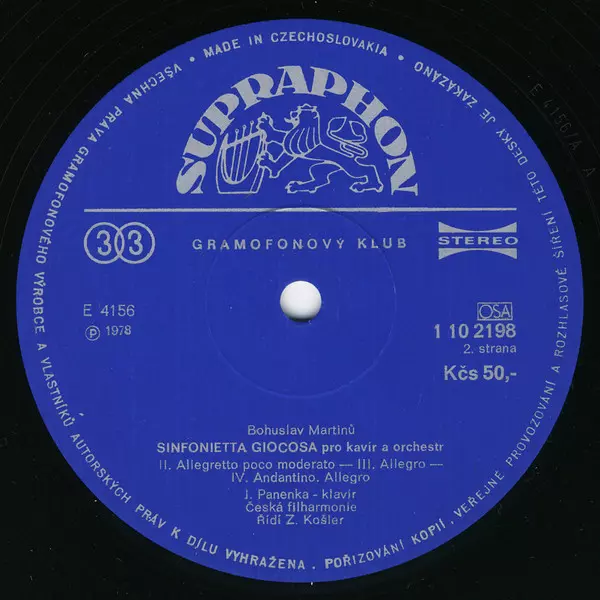 VŠECHNA PRÁVA GRAMOFONOVÉHO VÝROBCE A VLASTNÍKŮ AUTORSKÝCH PRÁV K DÍLU VYHRAŽENA. POŘIZOVÁNÍ KOPIÍ, VEŘEJNÉ PROVOZOVÁNÍ A ROZHLASOVÉ ŠÍŘENÍ TÉTO DESKY JE ZAKÁZÁNO
• MADE IN CZECHOSLOVAKIA •
SUPRAPHON
33
GRAMOFONOVÝ KLUB
STEREO
E 4156
℗ 1978
OSA
1 10 2198
2. strana
Kčs 50,-
Bohuslav Martinů
SINFONIETTA GIOCOSA pro kavír a orchestr
II. Allegretto poco moderato — III. Allegro —
IV. Andantino. Allegro
J. Panenka - klavír
Česká filharmonie
Řídí Z. Košler
E 4156/A A